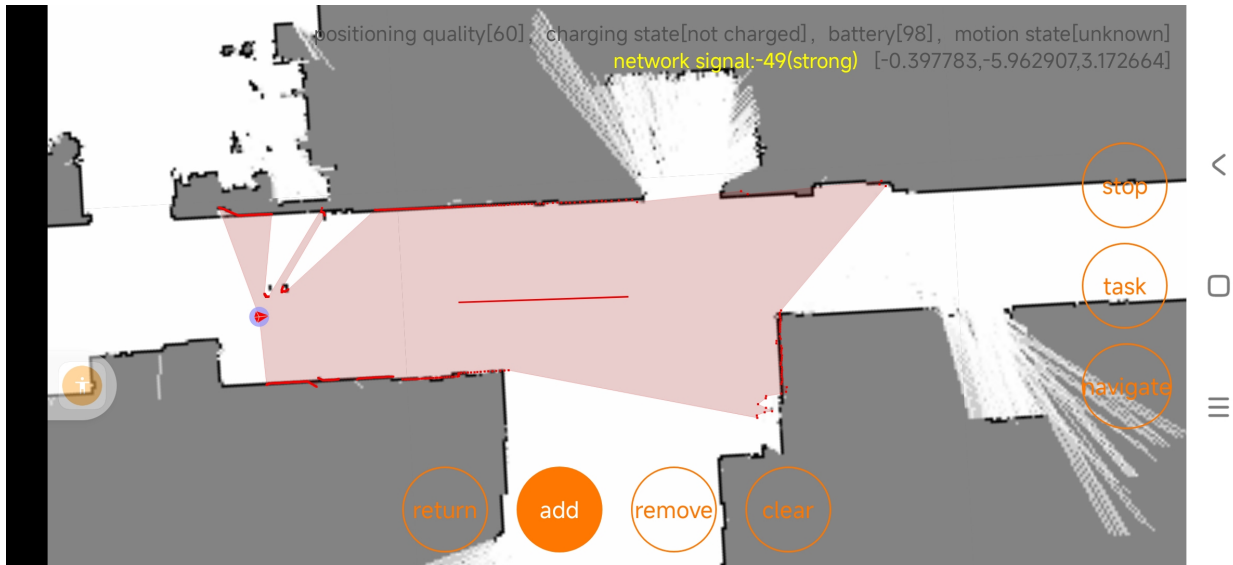 positioning quality[60], charging state[not charged], battery[98], motion state[unknown]
network signal:-49(strong) [-0.397783,-5.962907,3.172664]
stop
task
navigate
return add remove clear